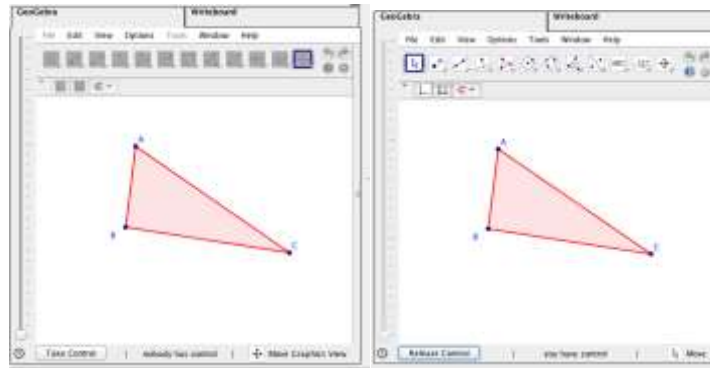 GeoGebra Whiteboard
File Edit View Options Tools Window Help
A
B
C
Take Control | nobody has control | Move Graphics View
GeoGebra Whiteboard
File Edit View Options Tools Window Help
A
B
C
Release Control | you have control | Move